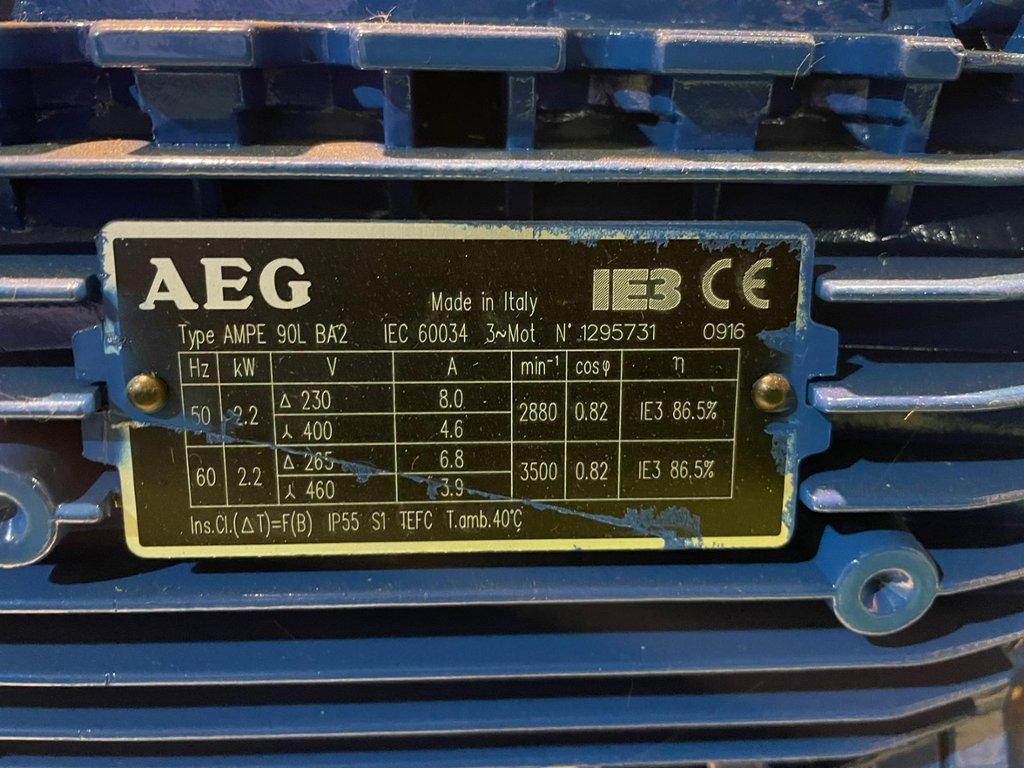 AEG IE3 CE
Made in Italy
Type AMPE 90L BA2 IEC 60034 3~Mot N° 1295731 0916
Hz kW V A min⁻¹ cosφ η
50 2.2 Δ 230 8.0 2880 0.82 IE3 86.5%
⅄ 400 4.6
60 2.2 Δ 265 6.8 3500 0.82 IE3 86.5%
⅄ 460 3.9
Ins.Cl.(ΔT)=F(B) IP55 S1 TEFC T.amb.40°C